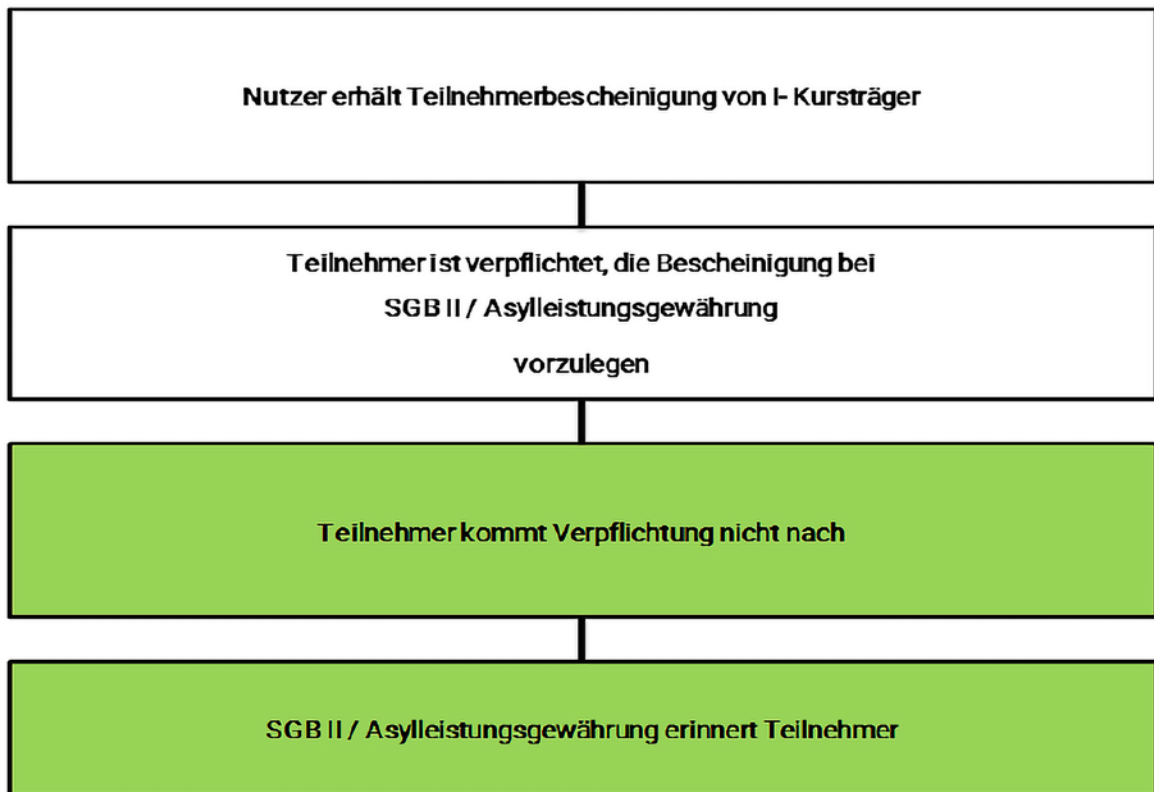 Nutzer erhält Teilnehmerbescheinigung von I- Kursträger
Teilnehmer ist verpflichtet, die Bescheinigung bei
SGB II / Asylleistungsgewährung
vorzulegen
Teilnehmer kommt Verpflichtung nicht nach
SGB II / Asylleistungsgewährung erinnert Teilnehmer